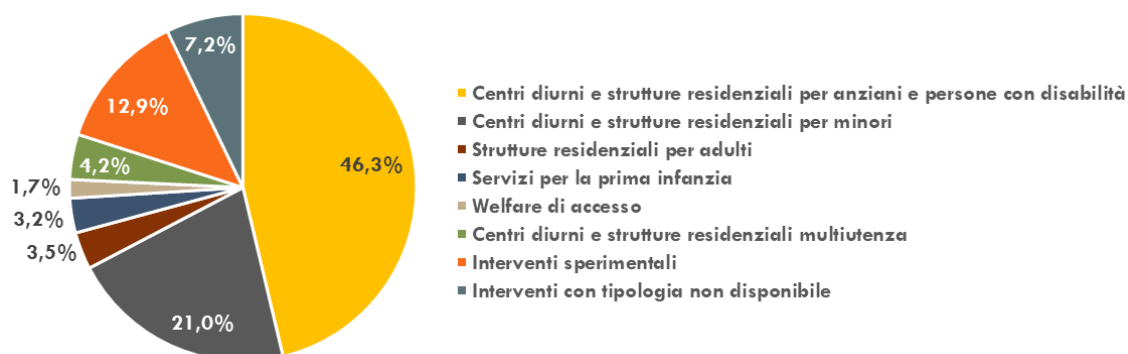 7,2%
12,9%
4,2%
1,7%
3,2%
3,5%
21,0%
46,3%
Centri diurni e strutture residenziali per anziani e persone con disabilità
Centri diurni e strutture residenziali per minori
Strutture residenziali per adulti
Servizi per la prima infanzia
Welfare di accesso
Centri diurni e strutture residenziali multiutenza
Interventi sperimentali
Interventi con tipologia non disponibile